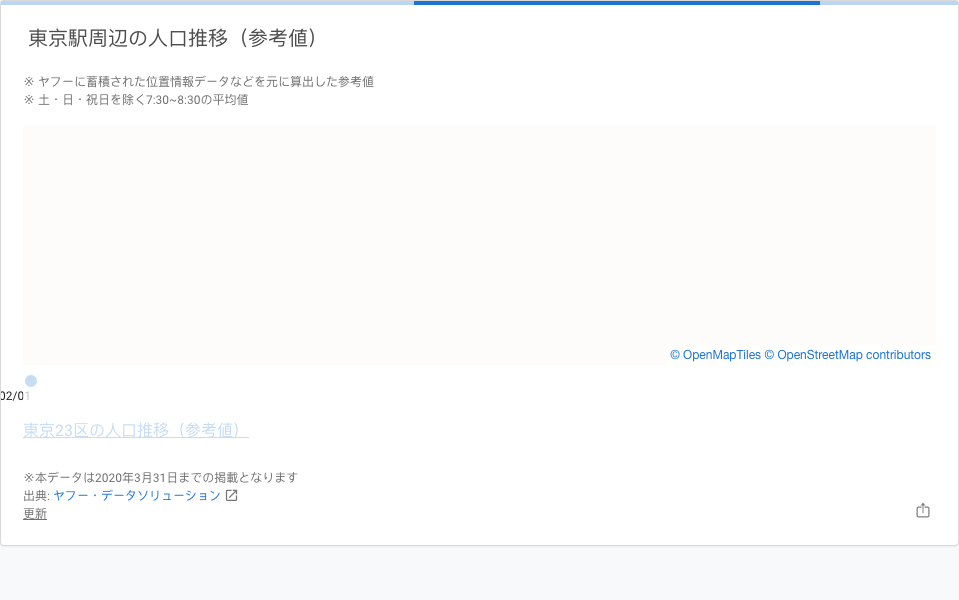 東京駅周辺の人口推移（参考値）
※ ヤフーに蓄積された位置情報データなどを元に算出した参考値
※ 土・日・祝日を除く7:30~8:30の平均値
© OpenMapTiles © OpenStreetMap contributors
02/01
東京23区の人口推移（参考値）
※本データは2020年3月31日までの掲載となります
出典: ヤフー・データソリューション
更新